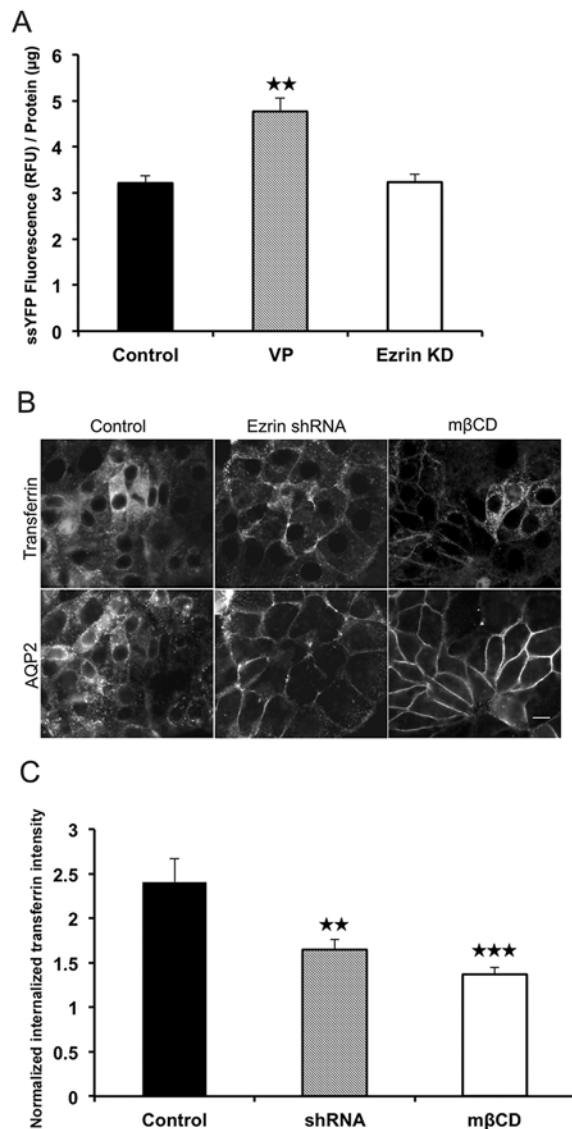 A
ssYFP Fluorescence (RFU) / Protein (µg)
6
5
4
3
2
1
0
★★
Control VP Ezrin KD
B
Control Ezrin shRNA mβCD
Transferrin
AQP2
C
Normalized internalized transferrin intensity
3
2.5
2
1.5
1
0.5
0
★★
★★★
Control shRNA mβCD